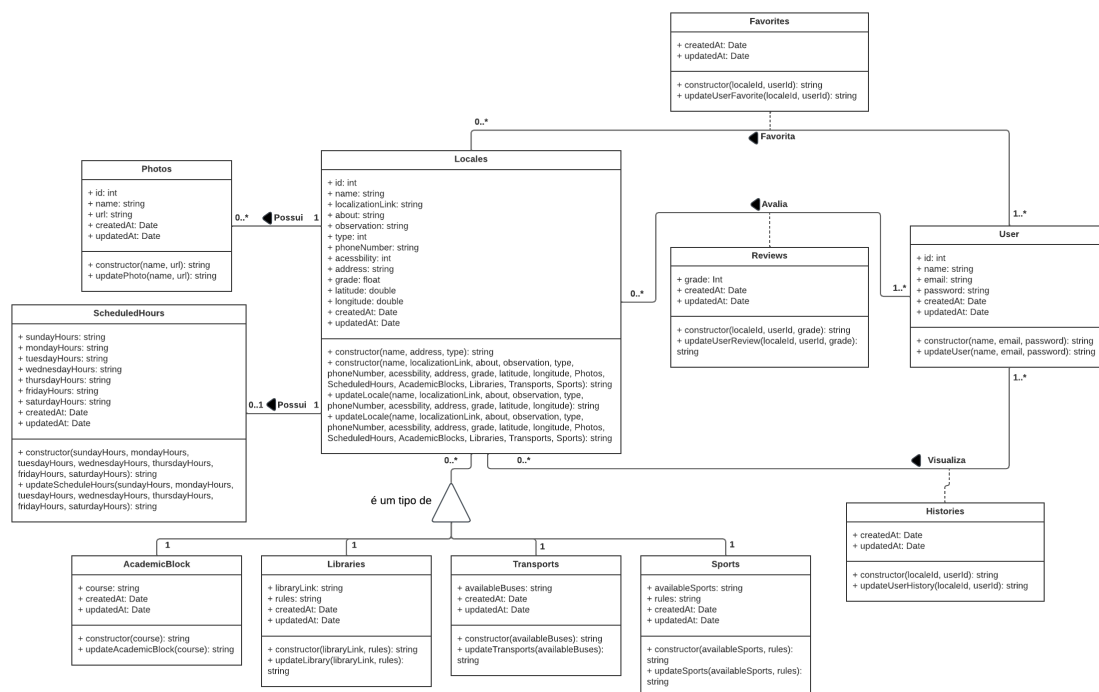 Favorites
+ createdAt: Date
+ updatedAt: Date
+ constructor(localeId, userId): string
+ updateUserFavorite(localeId, userId): string
0..*
Favorita
1..*
Locales
+ id: int
+ name: string
+ localizationLink: string
+ about: string
+ observation: string
+ type: int
+ phoneNumber: string
+ acessbility: int
+ address: string
+ grade: float
+ latitude: double
+ longitude: double
+ createdAt: Date
+ updatedAt: Date
+ constructor(name, address, type): string
+ constructor(name, localizationLink, about, observation, type,
phoneNumber, acessbility, address, grade, latitude, longitude, Photos,
ScheduledHours, AcademicBlocks, Libraries, Transports, Sports): string
+ updateLocale(name, localizationLink, about, observation, type,
phoneNumber, acessbility, address, grade, latitude, longitude): string
+ updateLocale(name, localizationLink, about, observation, type,
phoneNumber, acessbility, address, grade, latitude, longitude, Photos,
ScheduledHours, AcademicBlocks, Libraries, Transports, Sports): string
Photos
+ id: int
+ name: string
+ url: string
+ createdAt: Date
+ updatedAt: Date
+ constructor(name, url): string
+ updatePhoto(name, url): string
0..*
Possui
1
Avalia
0..*
1..*
Reviews
+ grade: Int
+ createdAt: Date
+ updatedAt: Date
+ constructor(localeId, userId, grade): string
+ updateUserReview(localeId, userId, grade):
string
User
+ id: int
+ name: string
+ email: string
+ password: string
+ createdAt: Date
+ updatedAt: Date
+ constructor(name, email, password): string
+ updateUser(name, email, password): string
1..*
ScheduledHours
+ sundayHours: string
+ mondayHours: string
+ tuesdayHours: string
+ wednesdayHours: string
+ thursdayHours: string
+ fridayHours: string
+ saturdayHours: string
+ createdAt: Date
+ updatedAt: Date
+ constructor(sundayHours, mondayHours,
tuesdayHours, wednesdayHours, thursdayHours,
fridayHours, saturdayHours): string
+ updateScheduleHours(sundayHours, mondayHours,
tuesdayHours, wednesdayHours, thursdayHours,
fridayHours, saturdayHours): string
0..1
Possui
1
0..*
0..*
Visualiza
é um tipo de
Histories
+ createdAt: Date
+ updatedAt: Date
+ constructor(localeId, userId): string
+ updateUserHistory(localeId, userId): string
1
1
1
1
AcademicBlock
+ course: string
+ createdAt: Date
+ updatedAt: Date
+ constructor(course): string
+ updateAcademicBlock(course): string
Libraries
+ libraryLink: string
+ rules: string
+ createdAt: Date
+ updatedAt: Date
+ constructor(libraryLink, rules): string
+ updateLibrary(libraryLink, rules):
string
Transports
+ availableBuses: string
+ createdAt: Date
+ updatedAt: Date
+ constructor(availableBuses): string
+ updateTransports(availableBuses):
string
Sports
+ availableSports: string
+ rules: string
+ createdAt: Date
+ updatedAt: Date
+ constructor(availableSports, rules):
string
+ updateSports(availableSports, rules):
string